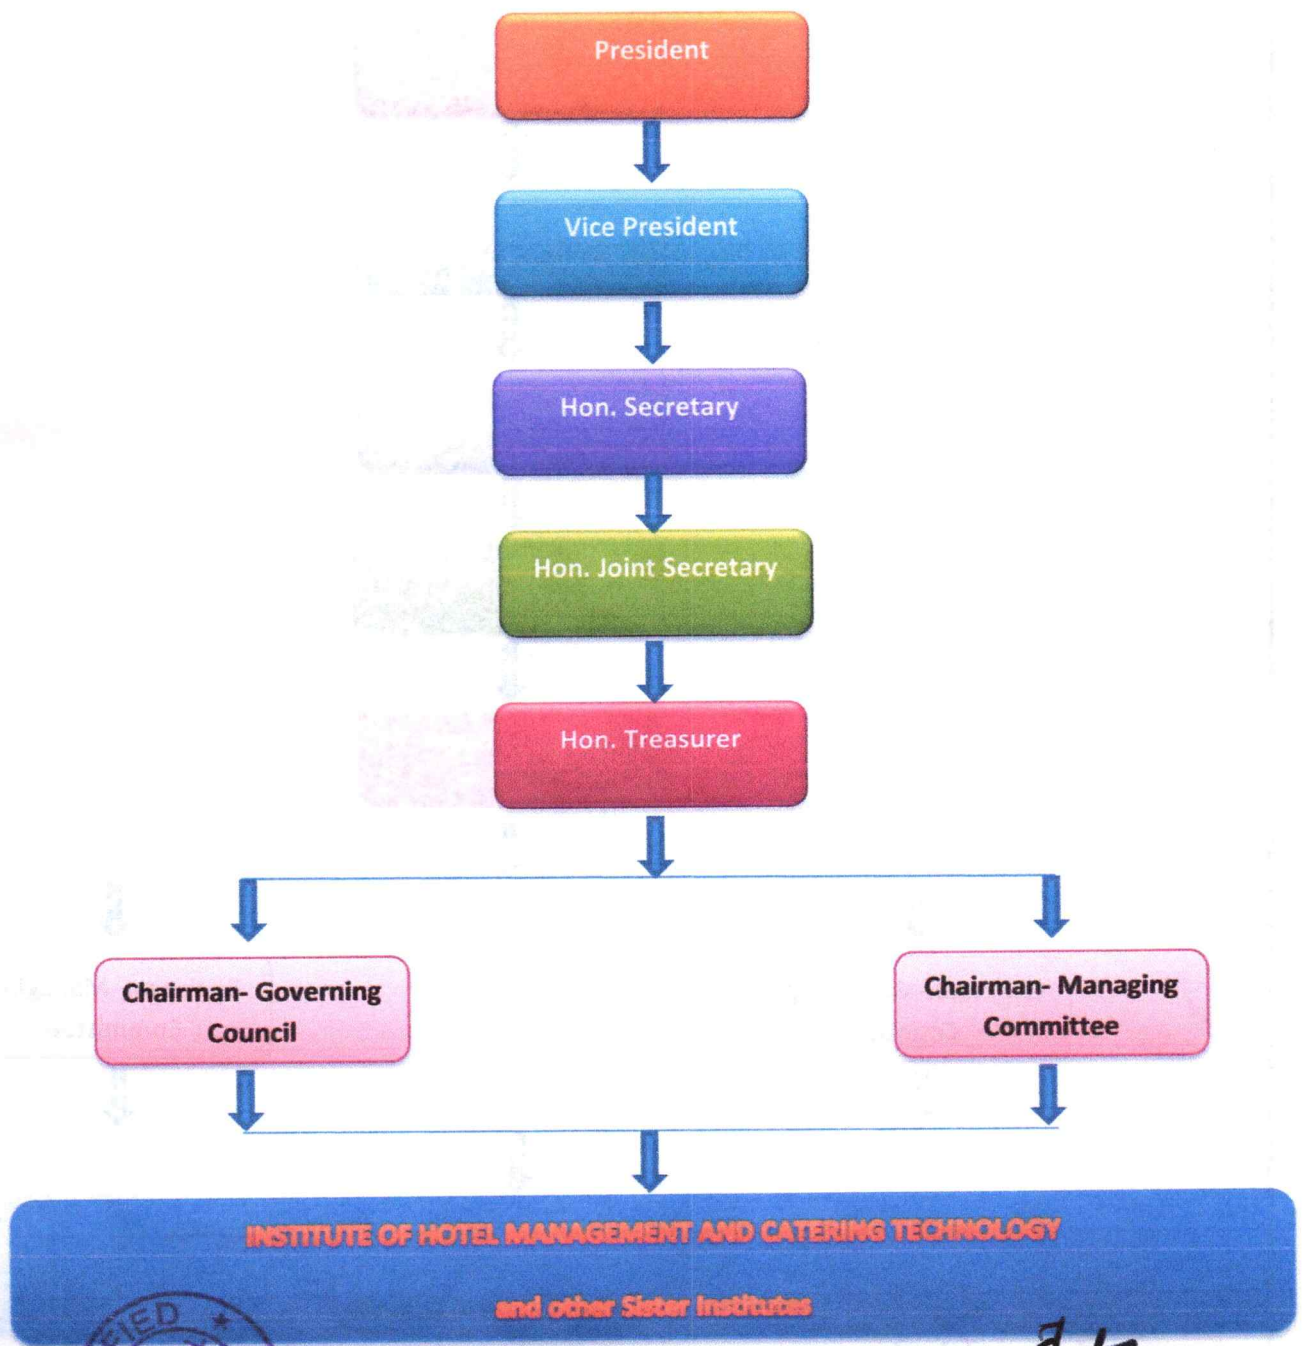 President
Vice President
Hon. Secretary
Hon. Joint Secretary
Hon. Treasurer
Chairman- Governing
Council
Chairman- Managing
Committee
INSTITUTE OF HOTEL MANAGEMENT AND CATERING TECHNOLOGY
and other Sister Institutes